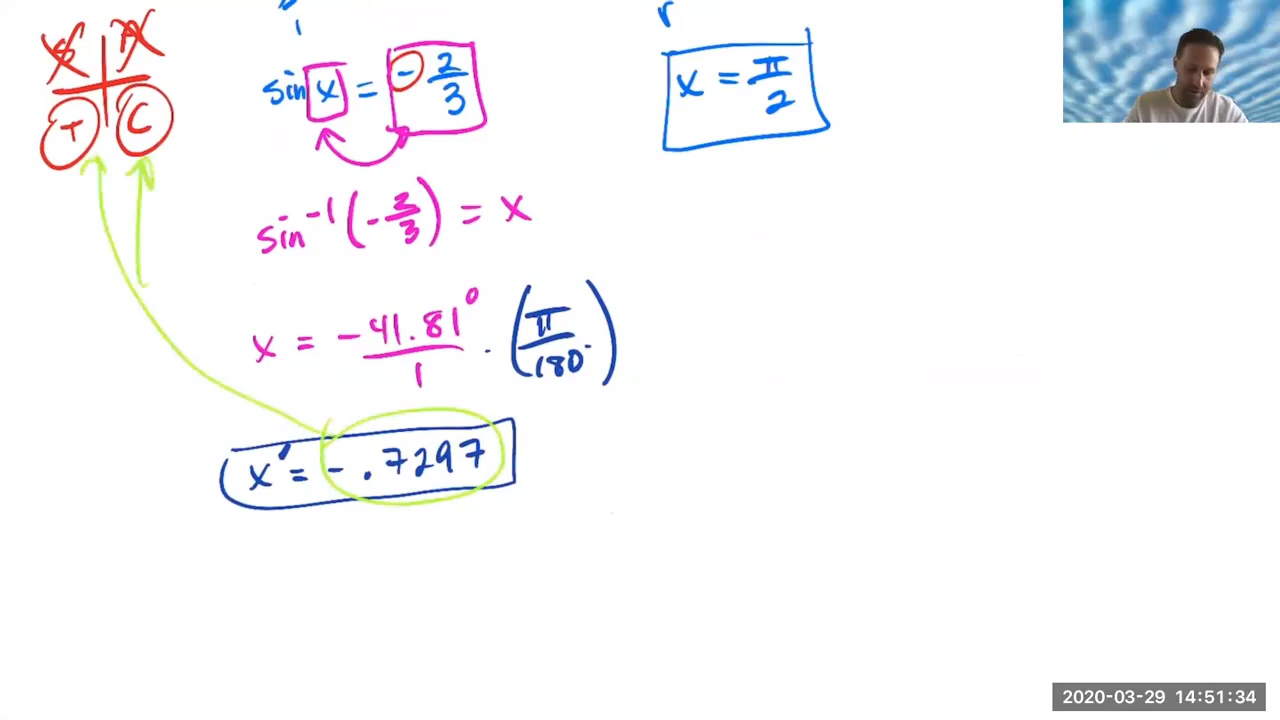 S A
T C
r
sin x = - 2/3
x = π/2
sin⁻¹(-2/3) = x
x = -41.81°/1 · (π/180)
x' = -.7297
2020-03-29 14:51:34